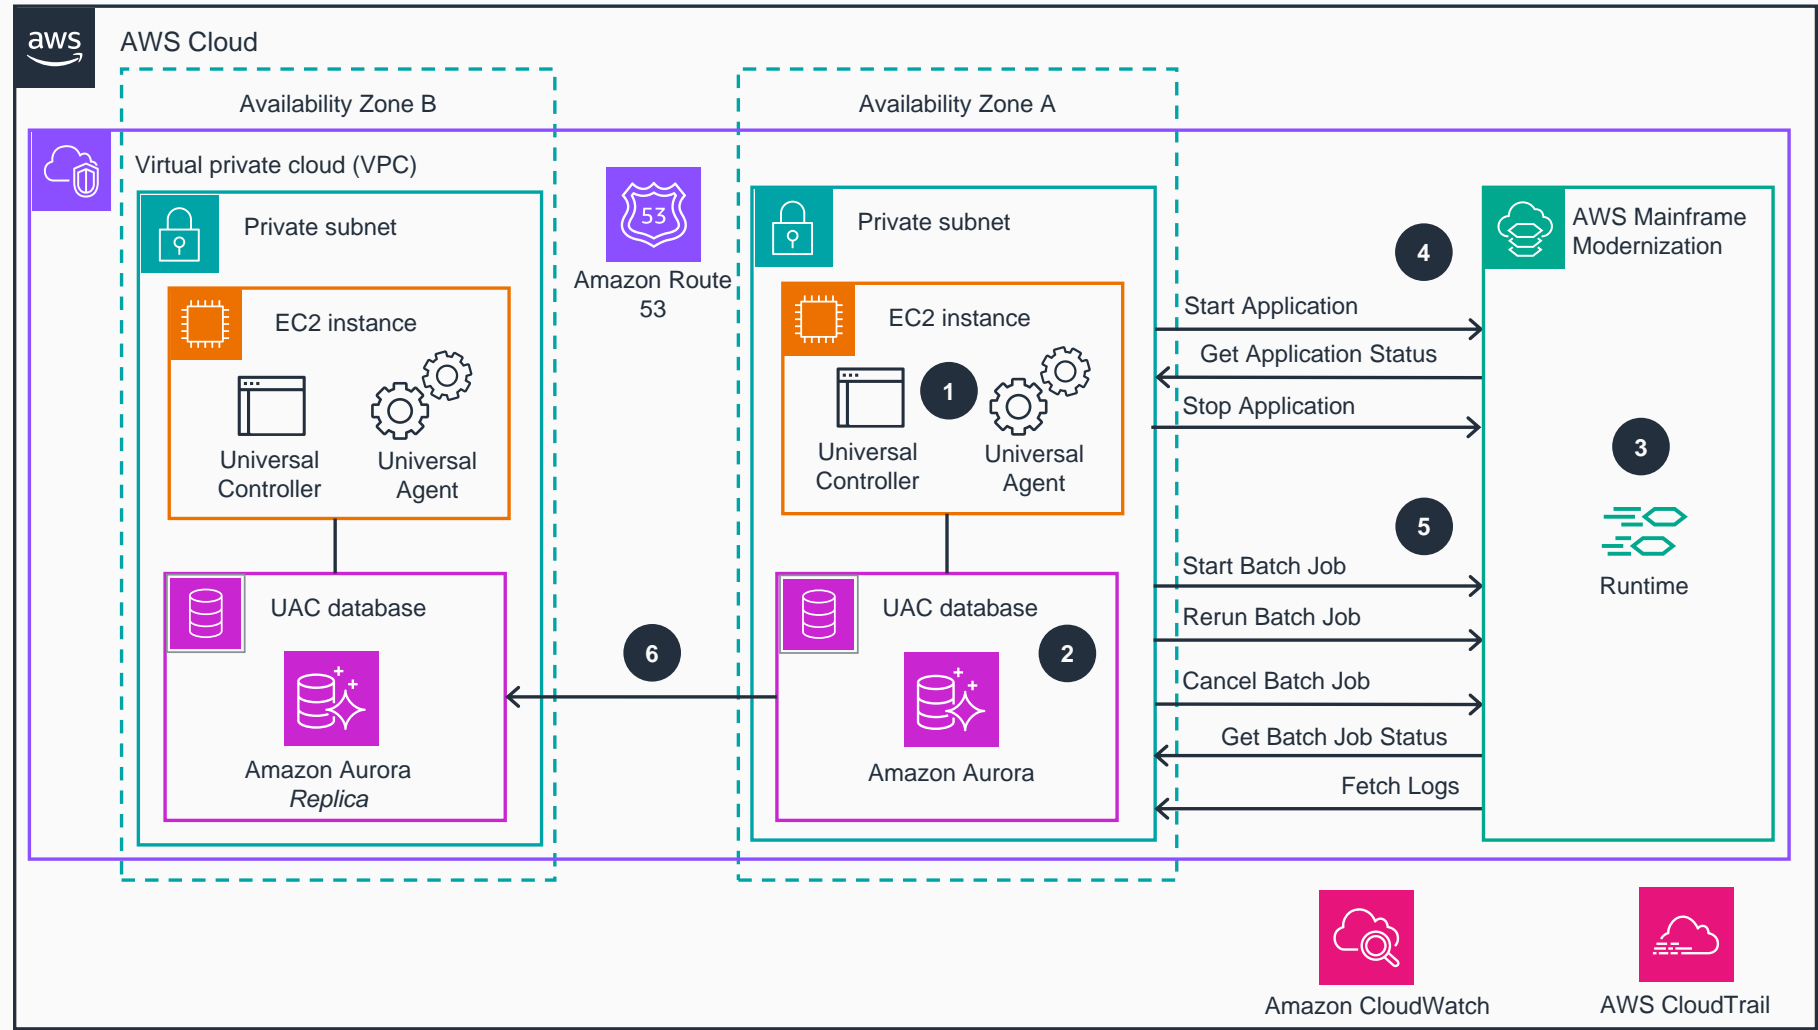 aws
AWS Cloud
Availability Zone B
Availability Zone A
Virtual private cloud (VPC)
Private subnet
EC2 instance
Universal
Controller
Universal
Agent
UAC database
Amazon Aurora
Replica
53
Amazon Route
53
6
Private subnet
EC2 instance
1
Universal
Controller
Universal
Agent
UAC database
2
Amazon Aurora
4
Start Application
Get Application Status
Stop Application
5
Start Batch Job
Rerun Batch Job
Cancel Batch Job
Get Batch Job Status
Fetch Logs
AWS Mainframe
Modernization
3
Runtime
Amazon CloudWatch
AWS CloudTrail